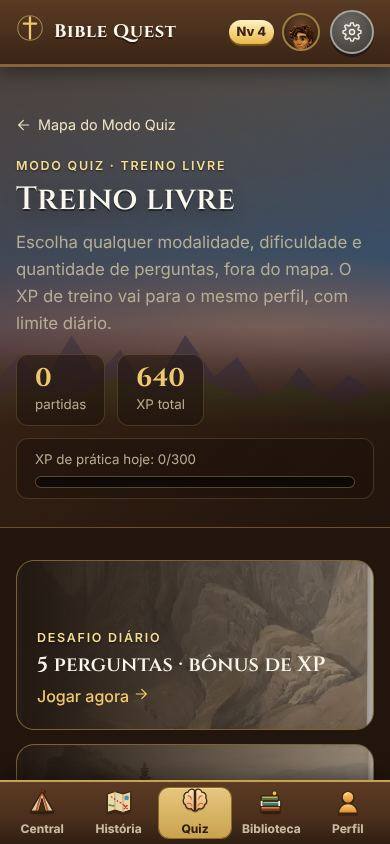 Bible Quest
Nv 4
← Mapa do Modo Quiz
MODO QUIZ · TREINO LIVRE
Treino livre
Escolha qualquer modalidade, dificuldade e
quantidade de perguntas, fora do mapa. O
XP de treino vai para o mesmo perfil, com
limite diário.
0
partidas
640
XP total
XP de prática hoje: 0/300
DESAFIO DIÁRIO
5 perguntas · bônus de XP
Jogar agora →
Central
História
Quiz
Biblioteca
Perfil